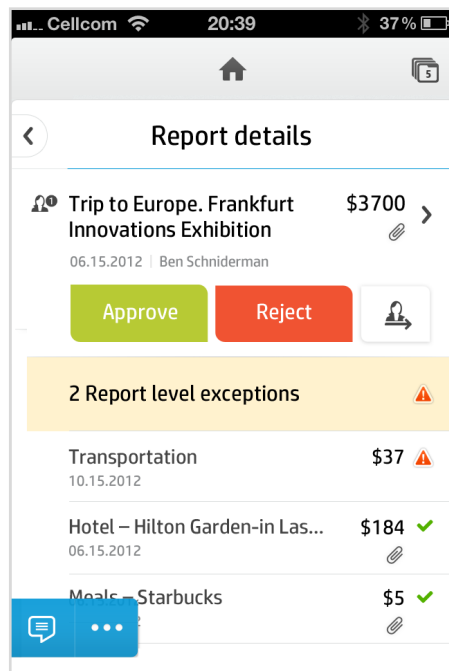 Cellcom 20:39 37%
5
Report details
Trip to Europe. Frankfurt $3700
Innovations Exhibition
06.15.2012 | Ben Schniderman
Approve Reject
2 Report level exceptions
Transportation $37
10.15.2012
Hotel – Hilton Garden-in Las... $184
06.15.2012
Meals – Starbucks $5
2